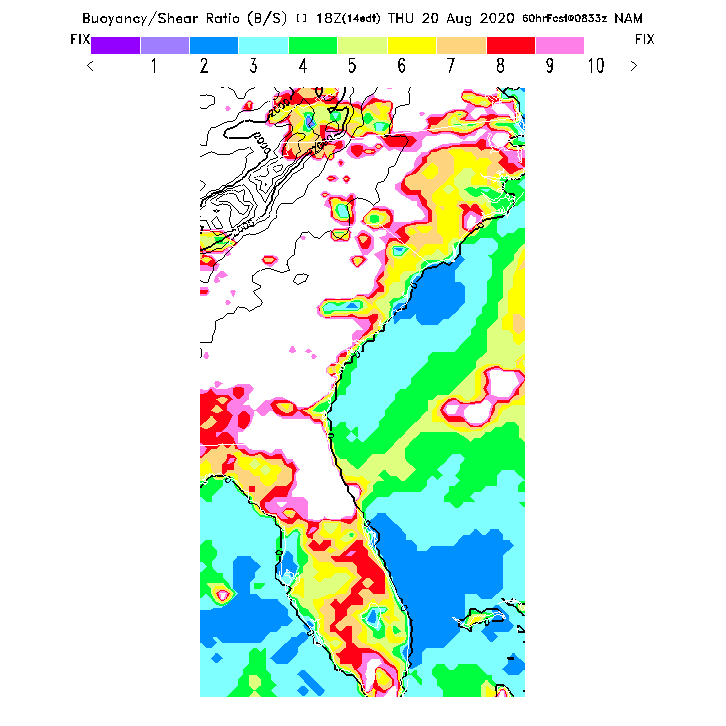 Buoyancy/Shear Ratio (B/S) [] 18Z(14edt) THU 20 Aug 2020 60hrFcst@0833z NAM
FIX FIX
< 1 2 3 4 5 6 7 8 9 10 >